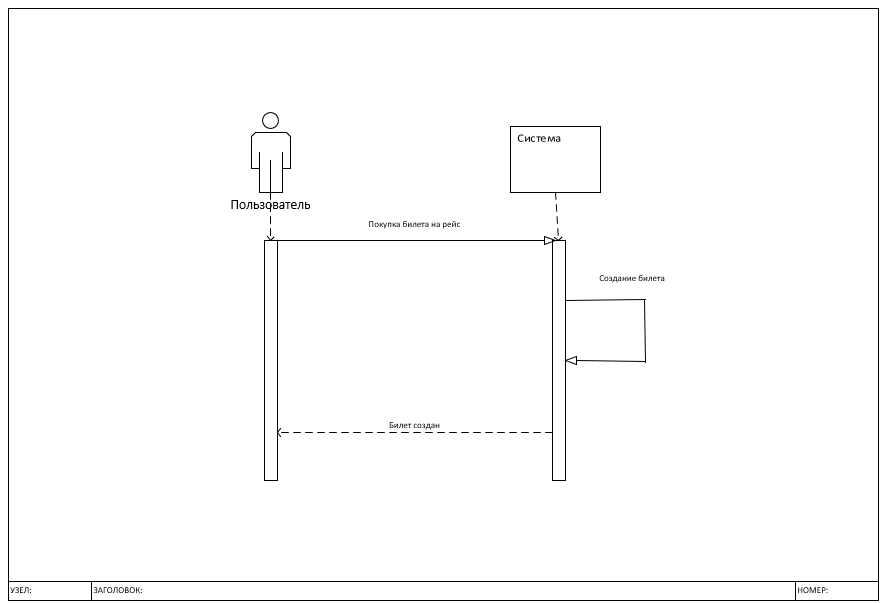 Система
Пользователь
Покупка билета на рейс
Создание билета
Билет создан
УЗЕЛ:
ЗАГОЛОВОК:
НОМЕР: